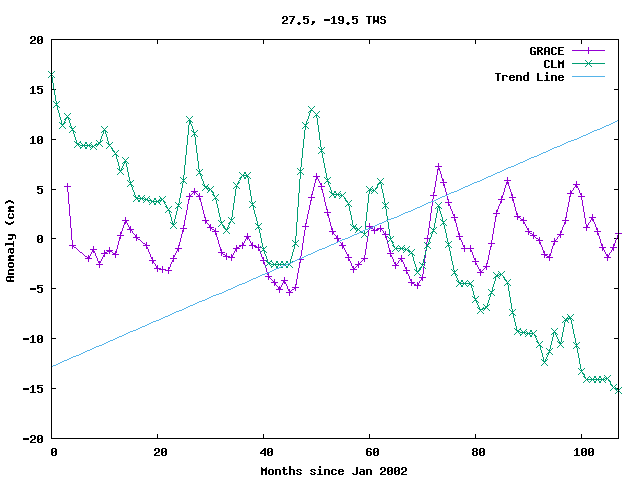 27.5, -19.5 TWS
GRACE
CLM
Trend Line
20
15
10
5
0
-5
-10
-15
-20
Anomaly (cm)
0 20 40 60 80 100
Months since Jan 2002